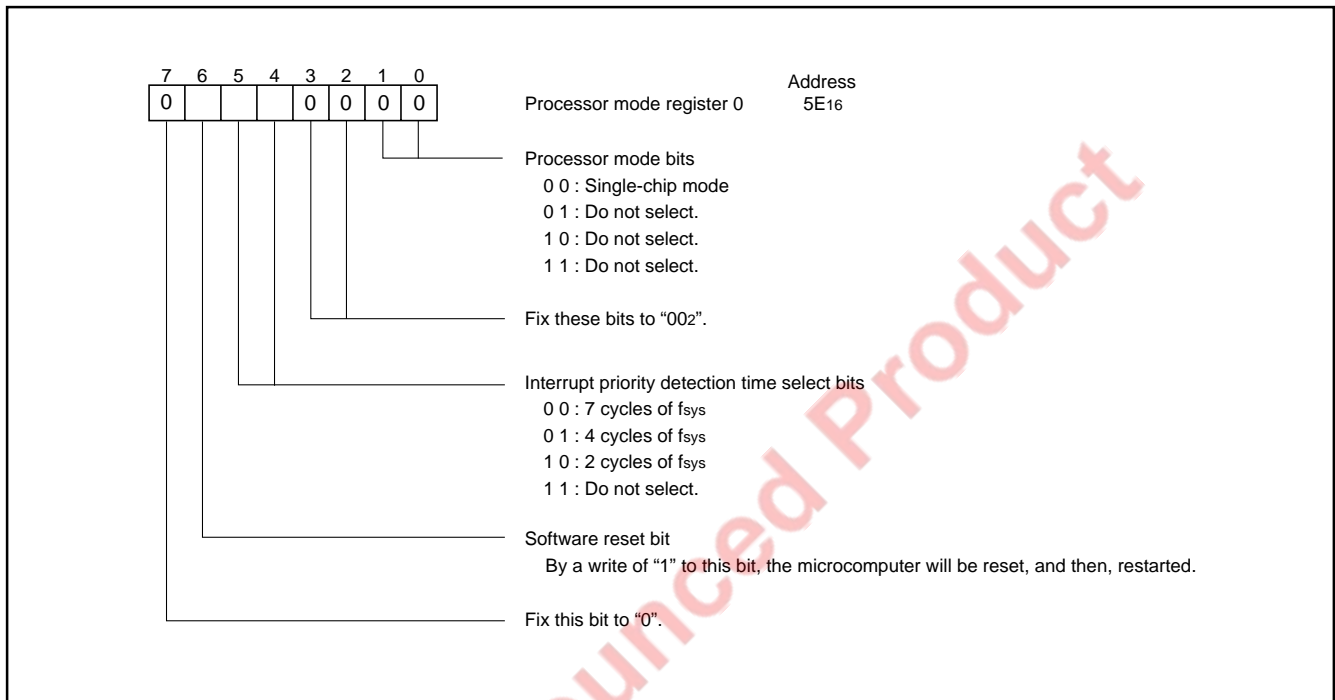 7 6 5 4 3 2 1 0
Address
0 0 0 0 0
Processor mode register 0 5E16
Processor mode bits
0 0 : Single-chip mode
0 1 : Do not select.
1 0 : Do not select.
1 1 : Do not select.
Fix these bits to “002”.
Interrupt priority detection time select bits
0 0 : 7 cycles of fsys
0 1 : 4 cycles of fsys
1 0 : 2 cycles of fsys
1 1 : Do not select.
Software reset bit
By a write of “1” to this bit, the microcomputer will be reset, and then, restarted.
Fix this bit to “0”.
unced Product